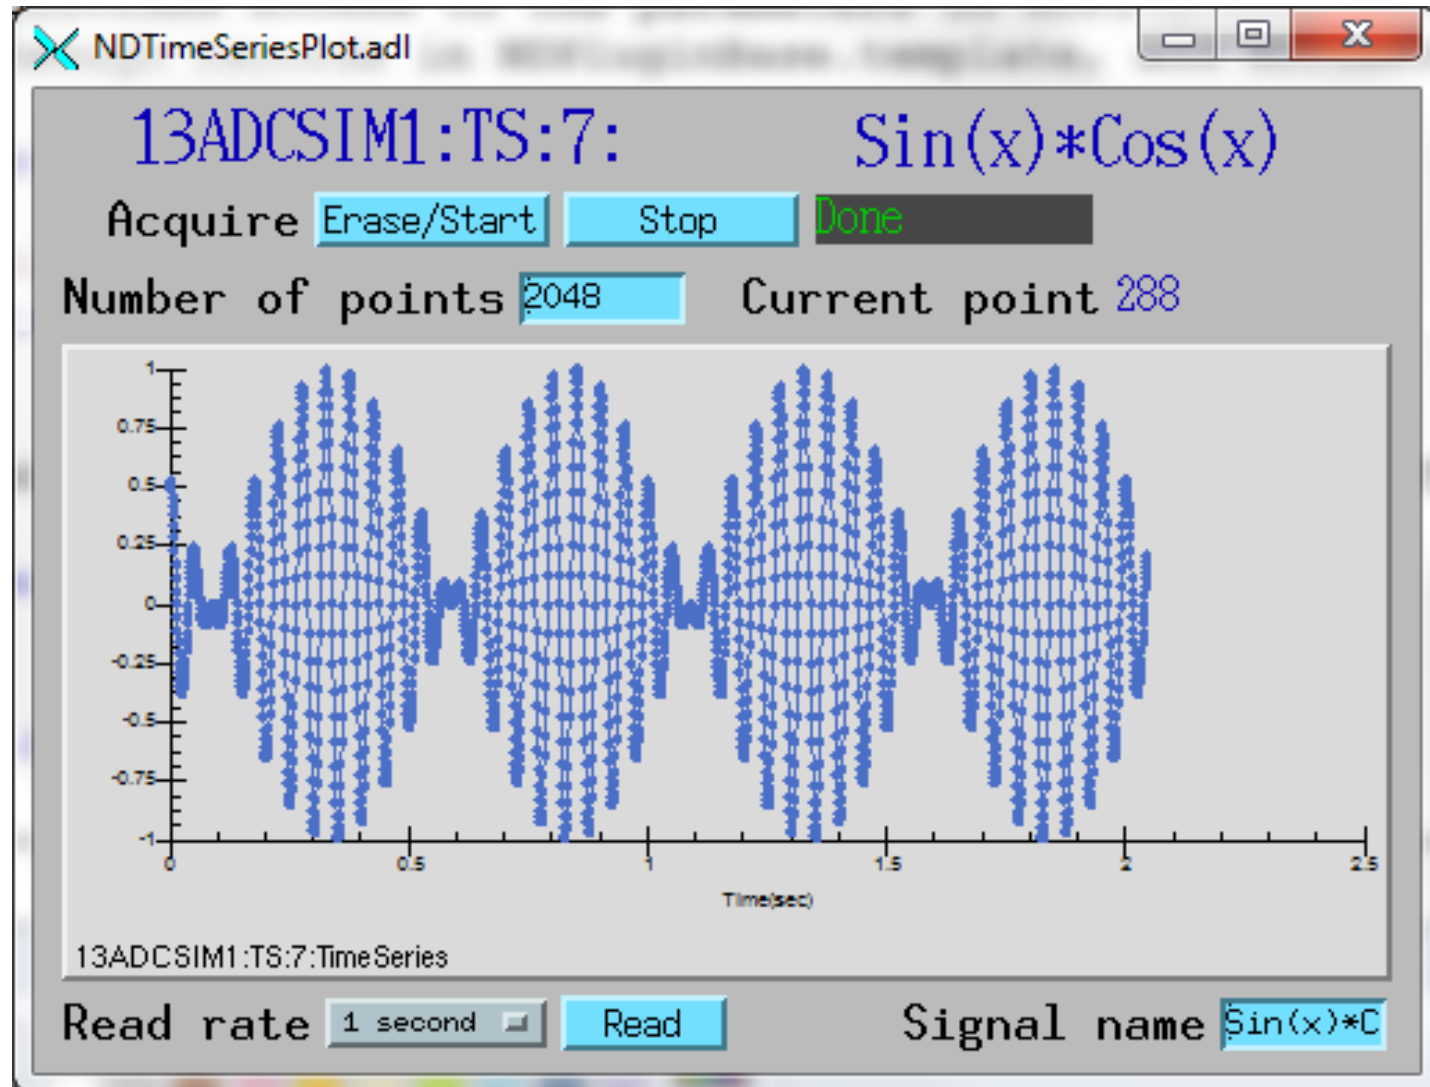 NDTimeSeriesPlot.adl
13ADCSIM1:TS:7: Sin(x)*Cos(x)
Acquire Erase/Start Stop Done
Number of points 2048 Current point 288
1
0.75
0.5
0.25
0
-0.25
-0.5
-0.75
-1
0 0.5 1 1.5 2 2.5
Time(sec)
13ADCSIM1:TS:7:TimeSeries
Read rate 1 second Read Signal name Sin(x)*C